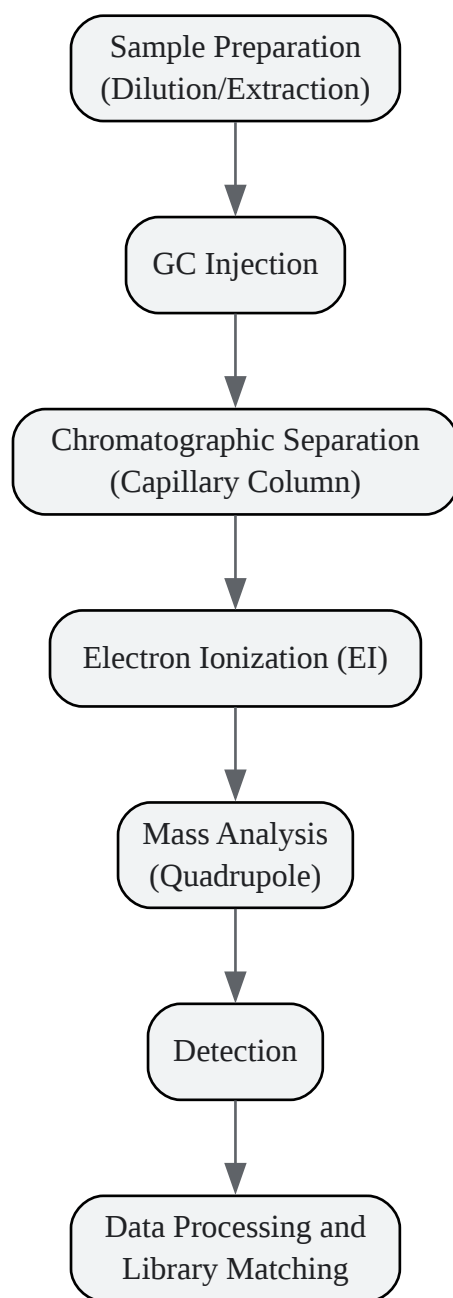 Sample Preparation
(Dilution/Extraction)
GC Injection
Chromatographic Separation
(Capillary Column)
Electron Ionization (EI)
Mass Analysis
(Quadrupole)
Detection
Data Processing and
Library Matching